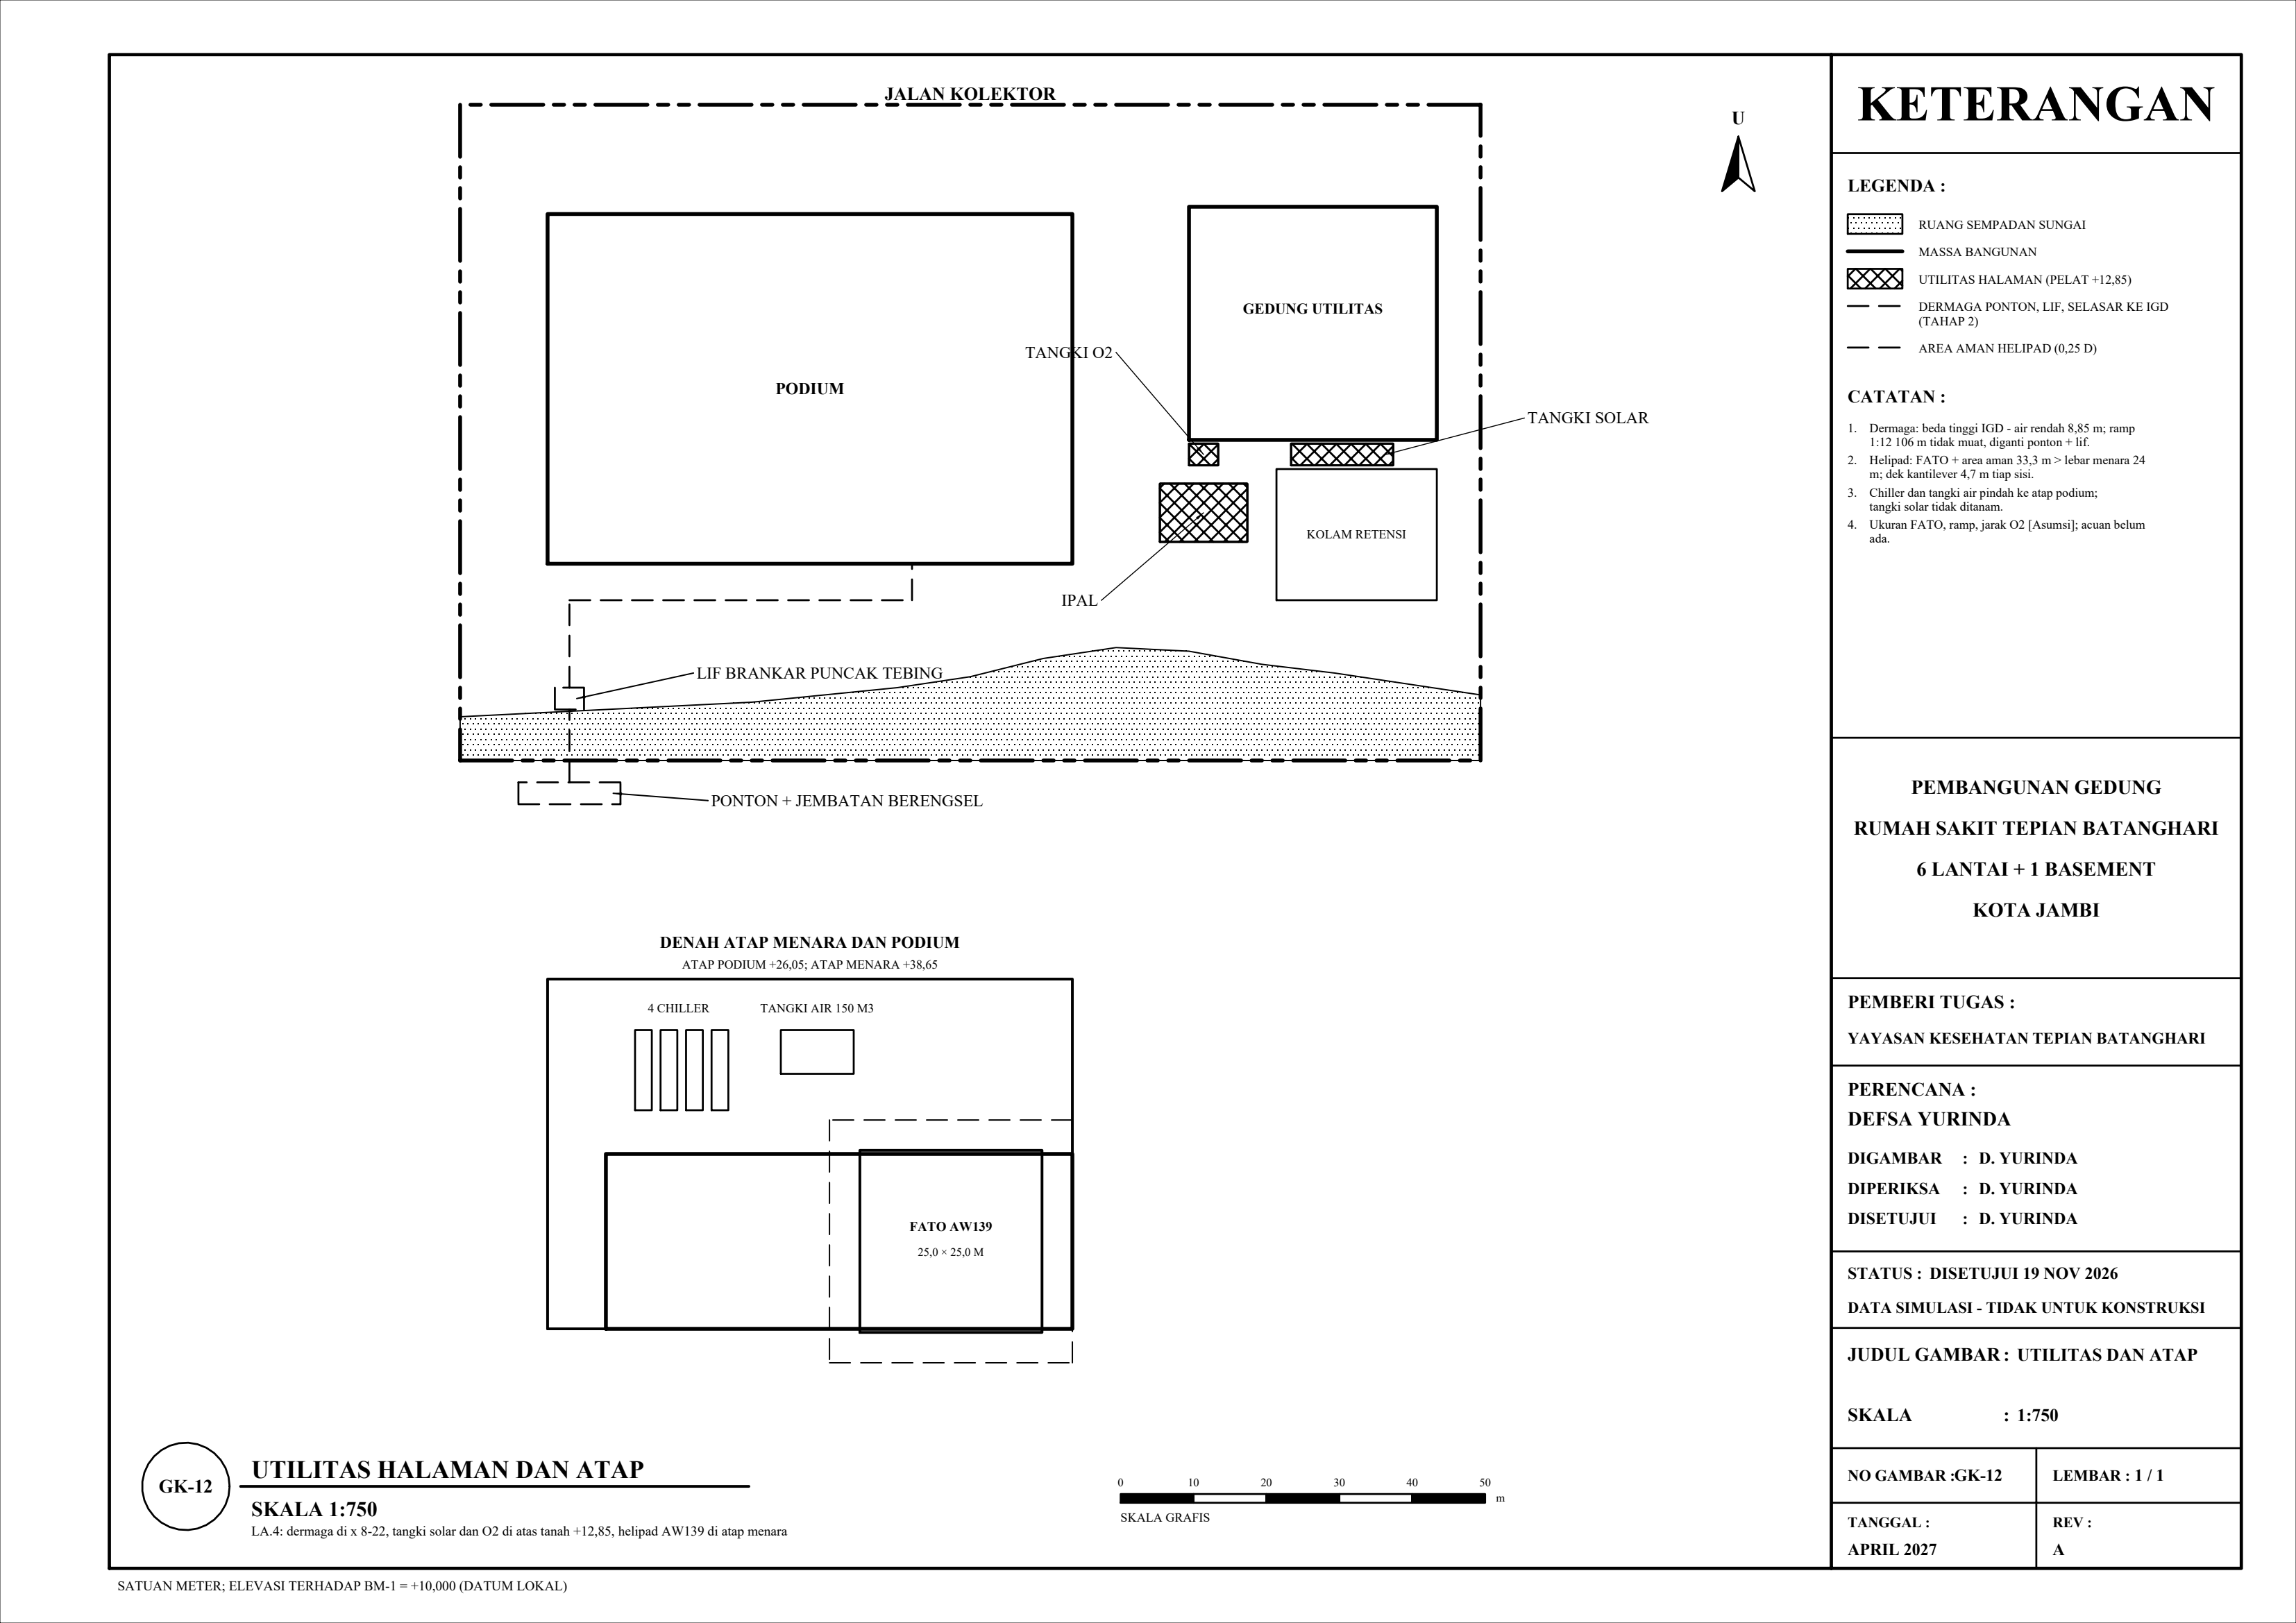 JALAN KOLEKTOR
U
GEDUNG UTILITAS
TANGKI O2
PODIUM
TANGKI SOLAR
KOLAM RETENSI
IPAL
LIF BRANKAR PUNCAK TEBING
PONTON + JEMBATAN BERENGSEL
DENAH ATAP MENARA DAN PODIUM
ATAP PODIUM +26,05; ATAP MENARA +38,65
4 CHILLER
TANGKI AIR 150 M3
FATO AW139
25,0 × 25,0 M
GK-12
UTILITAS HALAMAN DAN ATAP
SKALA 1:750
LA.4: dermaga di x 8-22, tangki solar dan O2 di atas tanah +12,85, helipad AW139 di atap menara
0 10 20 30 40 50
m
SKALA GRAFIS
SATUAN METER; ELEVASI TERHADAP BM-1 = +10,000 (DATUM LOKAL)
KETERANGAN
LEGENDA :
RUANG SEMPADAN SUNGAI
MASSA BANGUNAN
UTILITAS HALAMAN (PELAT +12,85)
DERMAGA PONTON, LIF, SELASAR KE IGD
(TAHAP 2)
AREA AMAN HELIPAD (0,25 D)
CATATAN :
1. Dermaga: beda tinggi IGD - air rendah 8,85 m; ramp
1:12 106 m tidak muat, diganti ponton + lif.
2. Helipad: FATO + area aman 33,3 m > lebar menara 24
m; dek kantilever 4,7 m tiap sisi.
3. Chiller dan tangki air pindah ke atap podium;
tangki solar tidak ditanam.
4. Ukuran FATO, ramp, jarak O2 [Asumsi]; acuan belum
ada.
PEMBANGUNAN GEDUNG
RUMAH SAKIT TEPIAN BATANGHARI
6 LANTAI + 1 BASEMENT
KOTA JAMBI
PEMBERI TUGAS :
YAYASAN KESEHATAN TEPIAN BATANGHARI
PERENCANA :
DEFSA YURINDA
DIGAMBAR : D. YURINDA
DIPERIKSA : D. YURINDA
DISETUJUI : D. YURINDA
STATUS : DISETUJUI 19 NOV 2026
DATA SIMULASI - TIDAK UNTUK KONSTRUKSI
JUDUL GAMBAR : UTILITAS DAN ATAP
SKALA : 1:750
NO GAMBAR :GK-12
LEMBAR : 1 / 1
TANGGAL :
APRIL 2027
REV :
A